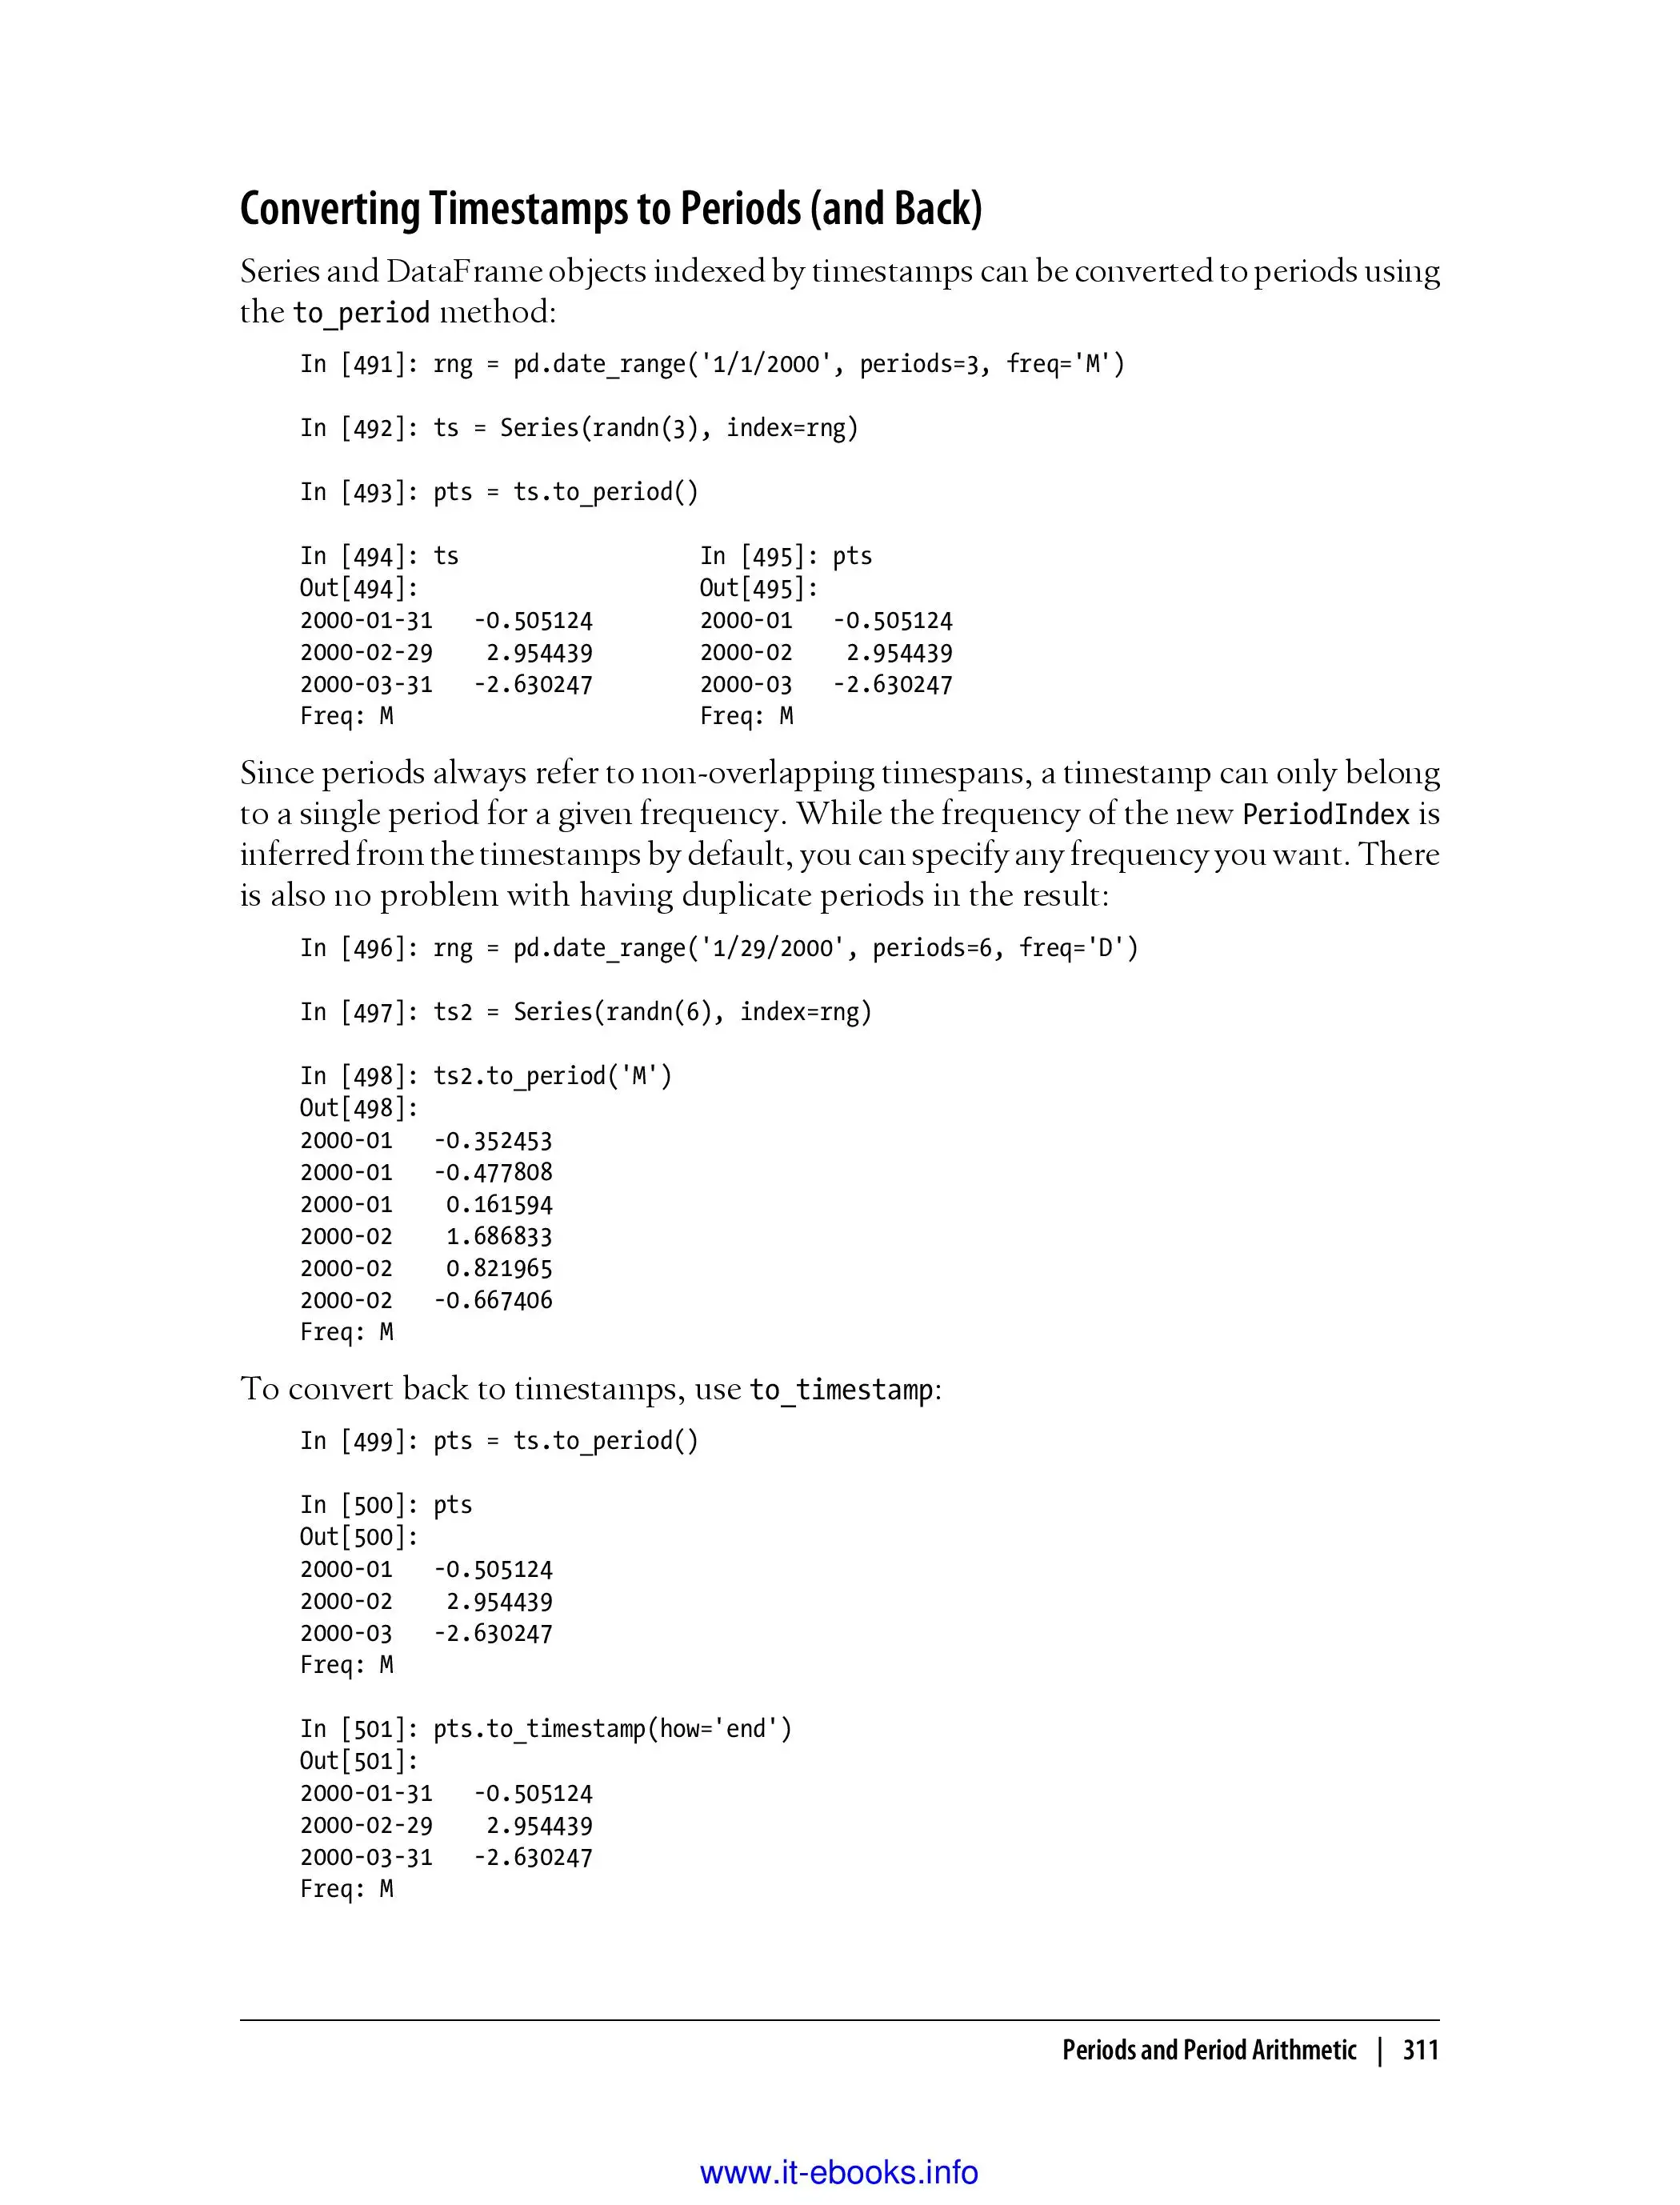 Converting Timestamps to Periods (and Back)
Series and DataFrame objects indexed by timestamps can be converted to periods using
the to_period method:
In [491]: rng = pd.date_range('1/1/2000', periods=3, freq='M')
In [492]: ts = Series(randn(3), index=rng)
In [493]: pts = ts.to_period()
In [494]: ts                  In [495]: pts
Out[494]:                     Out[495]:
2000-01-31   -0.505124        2000-01   -0.505124
2000-02-29    2.954439        2000-02    2.954439
2000-03-31   -2.630247        2000-03   -2.630247
Freq: M                       Freq: M
Since periods always refer to non-overlapping timespans, a timestamp can only belong
to a single period for a given frequency. While the frequency of the new PeriodIndex is
inferred from the timestamps by default, you can specify any frequency you want. There
is also no problem with having duplicate periods in the result:
In [496]: rng = pd.date_range('1/29/2000', periods=6, freq='D')
In [497]: ts2 = Series(randn(6), index=rng)
In [498]: ts2.to_period('M')
Out[498]:
2000-01   -0.352453
2000-01   -0.477808
2000-01    0.161594
2000-02    1.686833
2000-02    0.821965
2000-02   -0.667406
Freq: M
To convert back to timestamps, use to_timestamp:
In [499]: pts = ts.to_period()
In [500]: pts
Out[500]:
2000-01   -0.505124
2000-02    2.954439
2000-03   -2.630247
Freq: M
In [501]: pts.to_timestamp(how='end')
Out[501]:
2000-01-31   -0.505124
2000-02-29    2.954439
2000-03-31   -2.630247
Freq: M
Periods and Period Arithmetic | 311
www.it-ebooks.info